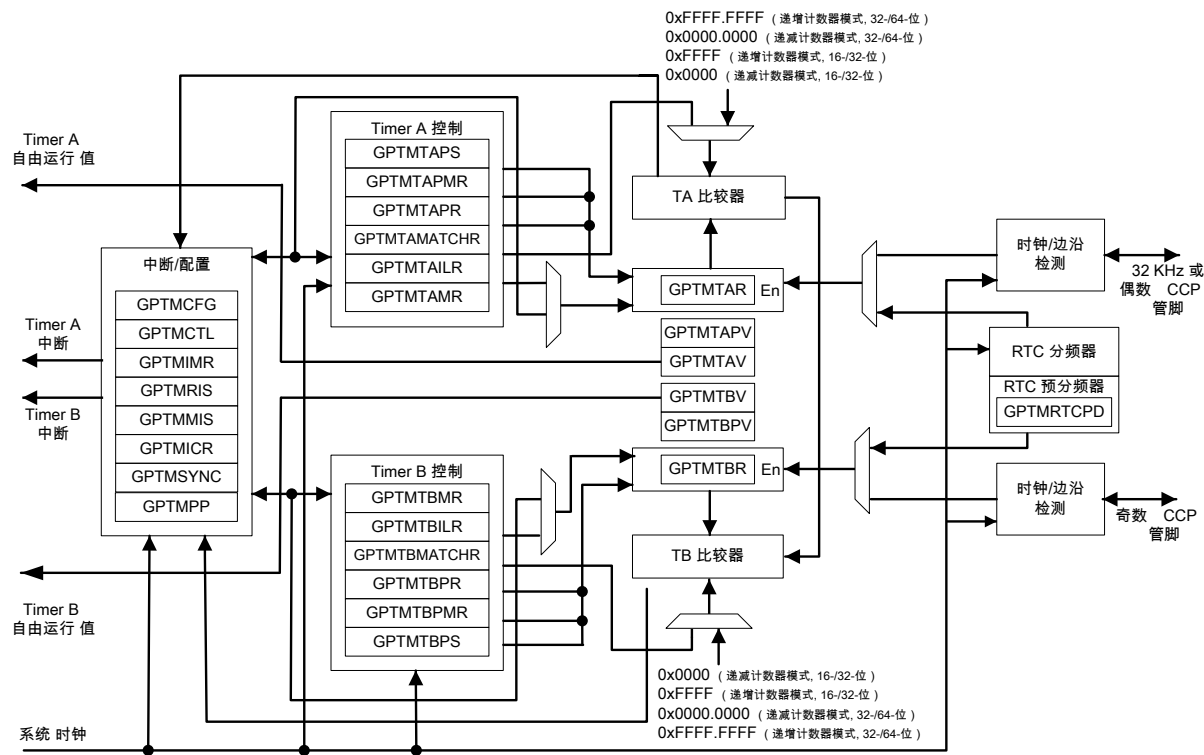 0xFFFF.FFFF （递增计数器模式, 32-/64-位）
0x0000.0000 （递减计数器模式, 32-/64-位）
0xFFFF （递增计数器模式, 16-/32-位）
0x0000 （递减计数器模式, 16-/32-位）
Timer A
自由运行 值
Timer A 控制
GPTMTAPS
GPTMTAPMR
GPTMTAPR
GPTMTAMATCHR
GPTMTAILR
GPTMTAMR
TA 比较器
时钟/边沿
检测
32 KHz 或
偶数 CCP
管脚
中断/配置
GPTMCFG
GPTMCTL
GPTMIMR
GPTMRIS
GPTMMIS
GPTMICR
GPTMSYNC
GPTMPP
GPTMTAR
En
GPTMTAPV
GPTMTAV
GPTMTBV
GPTMTBPV
RTC 分频器
RTC 预分频器
GPTMRTCPD
Timer A
中断
Timer B
中断
Timer B 控制
GPTMTBMR
GPTMTBILR
GPTMTBMATCHR
GPTMTBPR
GPTMTBPMR
GPTMTBPS
GPTMTBR
En
时钟/边沿
检测
奇数 CCP
管脚
TB 比较器
Timer B
自由运行 值
0x0000 （递减计数器模式, 16-/32-位）
0xFFFF （递增计数器模式, 16-/32-位）
0x0000.0000 （递减计数器模式, 32-/64-位）
0xFFFF.FFFF （递增计数器模式, 32-/64-位）
系统 时钟